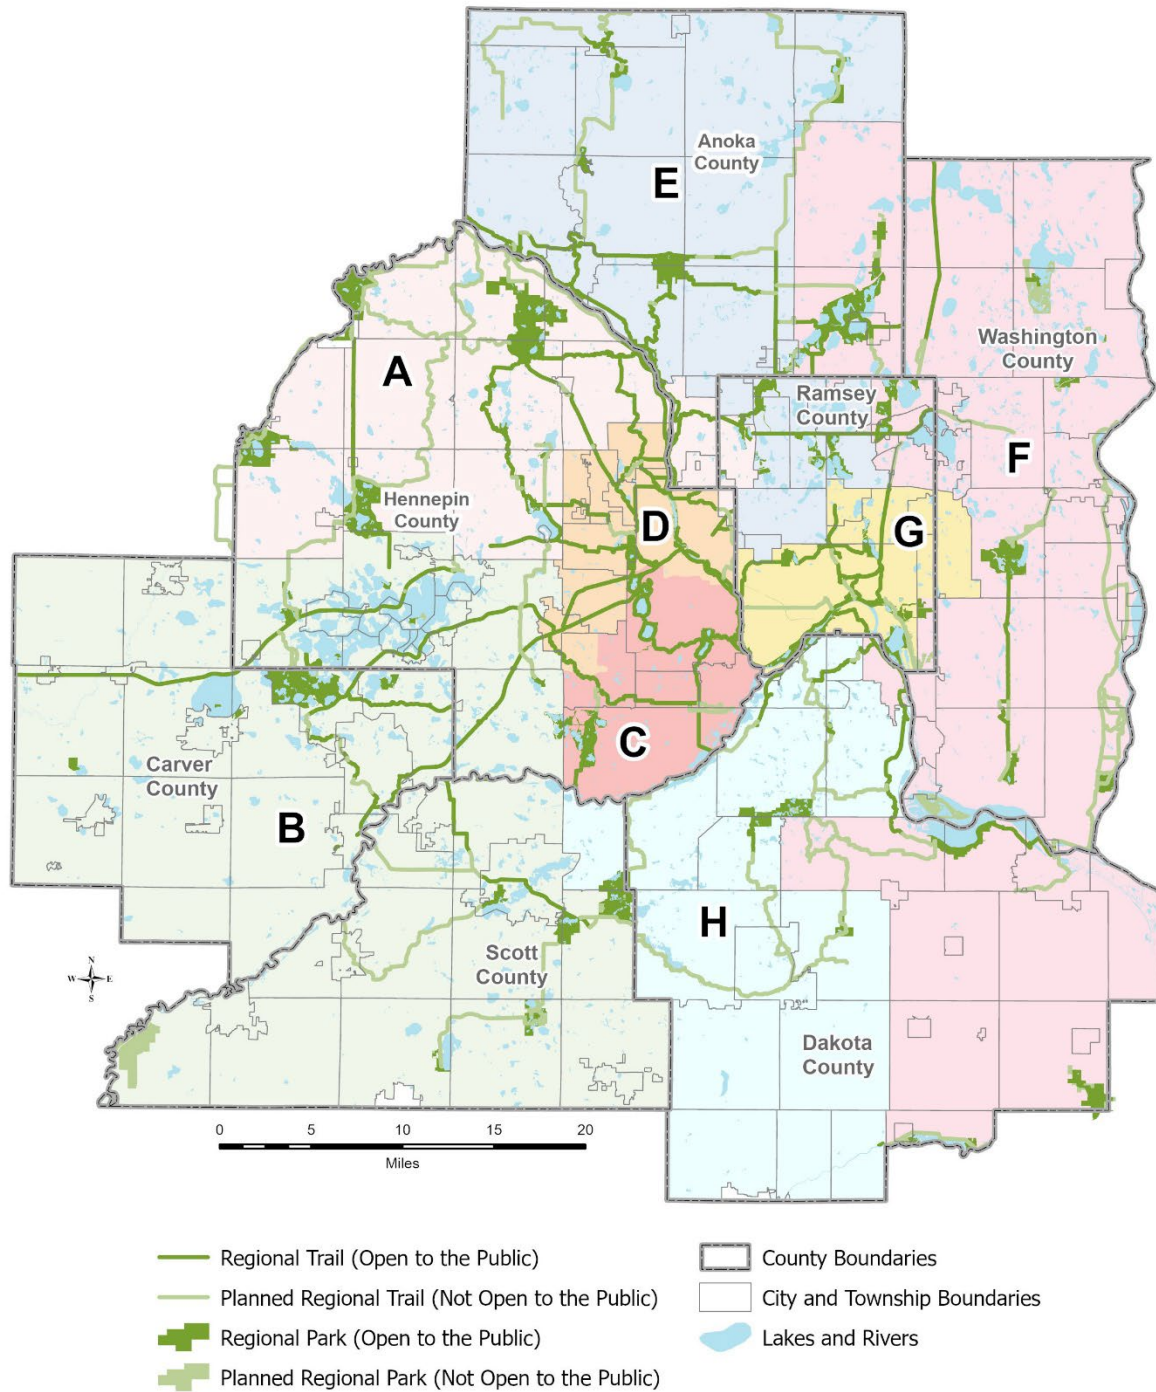 Anoka
County
E
Washington
County
A
Ramsey
County
F
Hennepin
County
D
G
C
Carver
County
B
H
Scott
County
N
W E
S
Dakota
County
0 5 10 15 20
Miles
Regional Trail (Open to the Public)
Planned Regional Trail (Not Open to the Public)
Regional Park (Open to the Public)
Planned Regional Park (Not Open to the Public)
County Boundaries
City and Township Boundaries
Lakes and Rivers